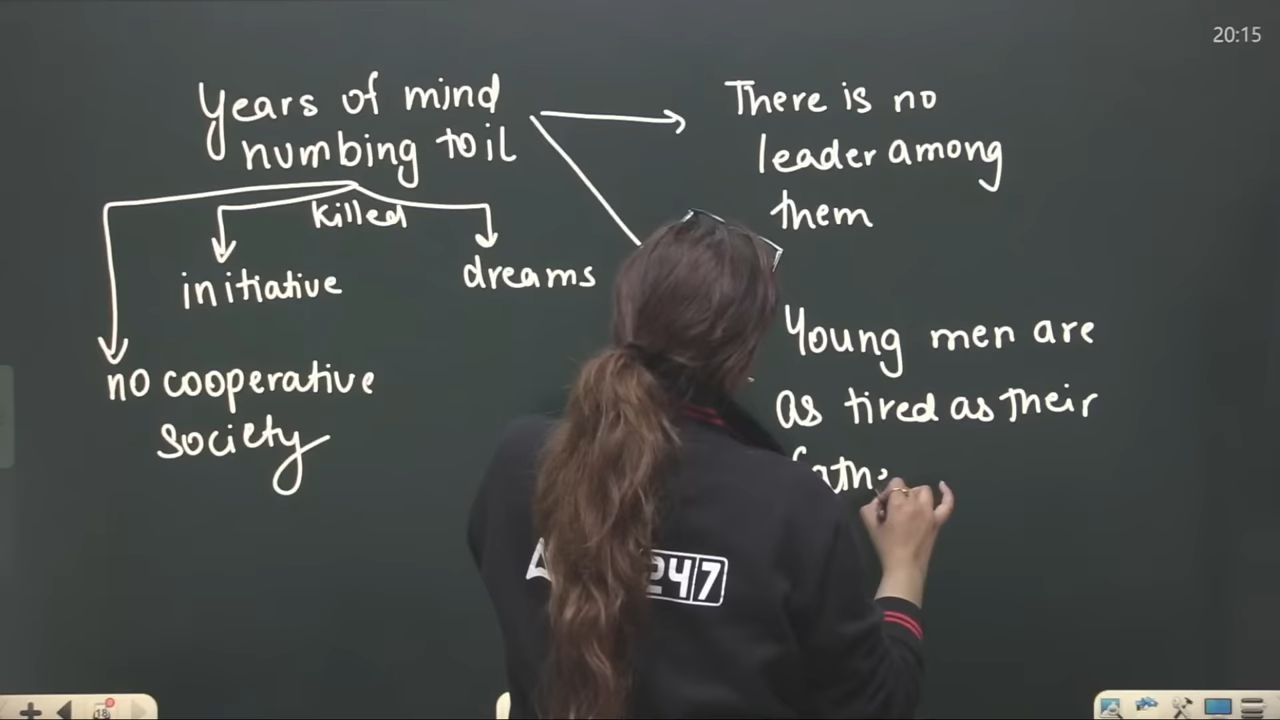 20:15
Years of mind
numbing toil
killed
initiative
dreams
no cooperative
society
There is no
leader among
them
Young men are
as tired as their
247
18